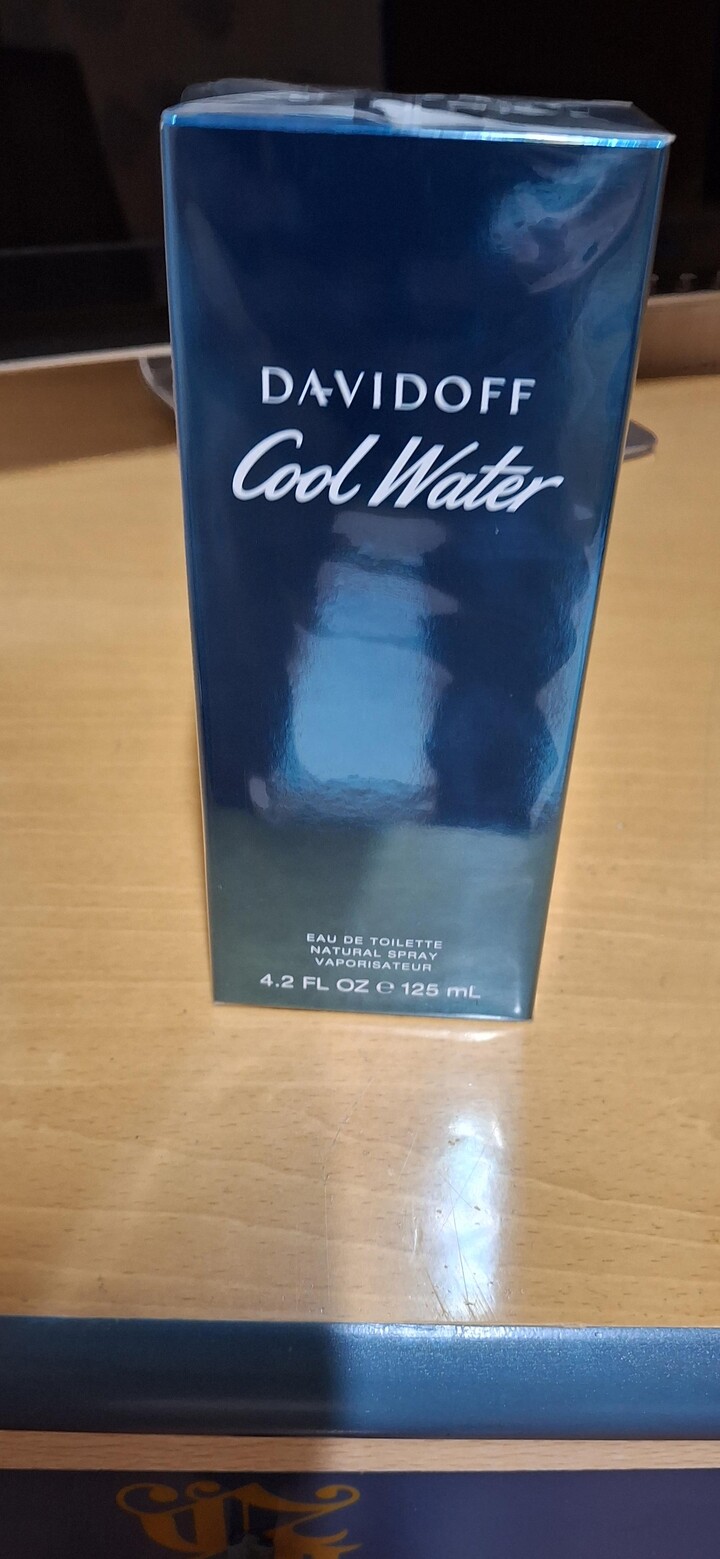 DAVIDOFF
Cool Water
EAU DE TOILETTE
NATURAL SPRAY
VAPORISATEUR
4.2 FL OZ ℮ 125 mL